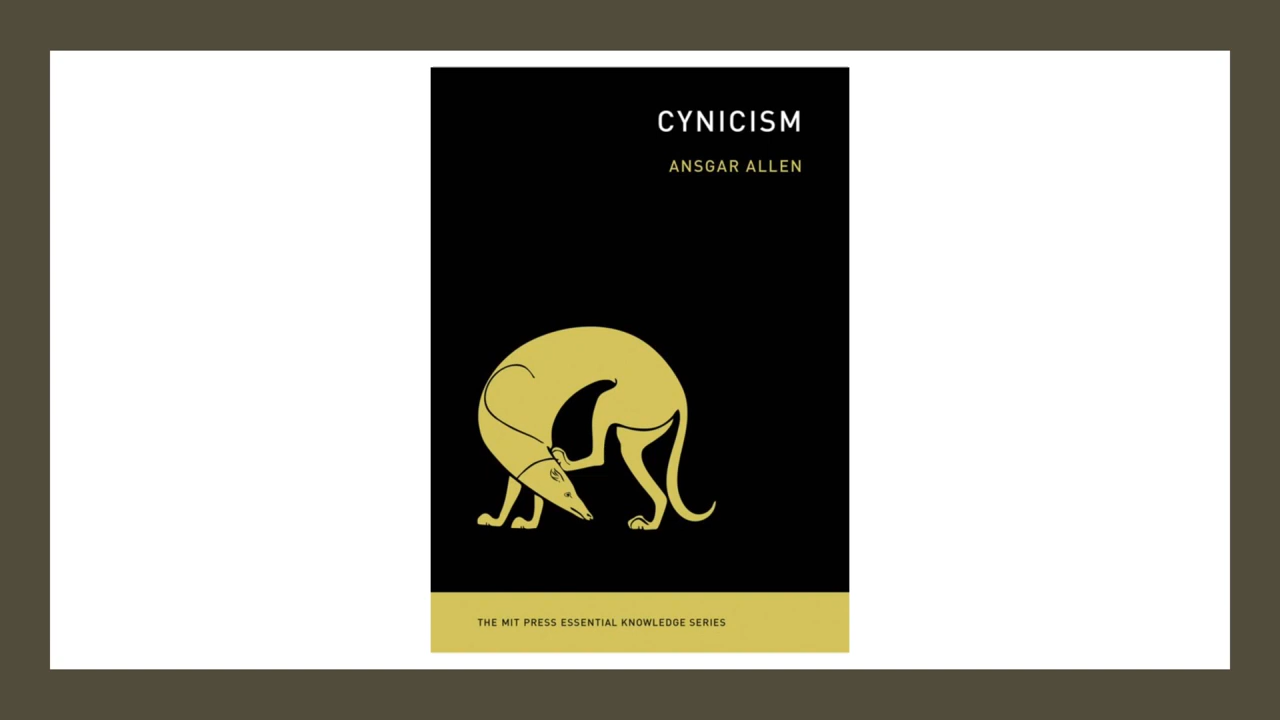 CYNICISM
ANSGAR ALLEN
THE MIT PRESS ESSENTIAL KNOWLEDGE SERIES